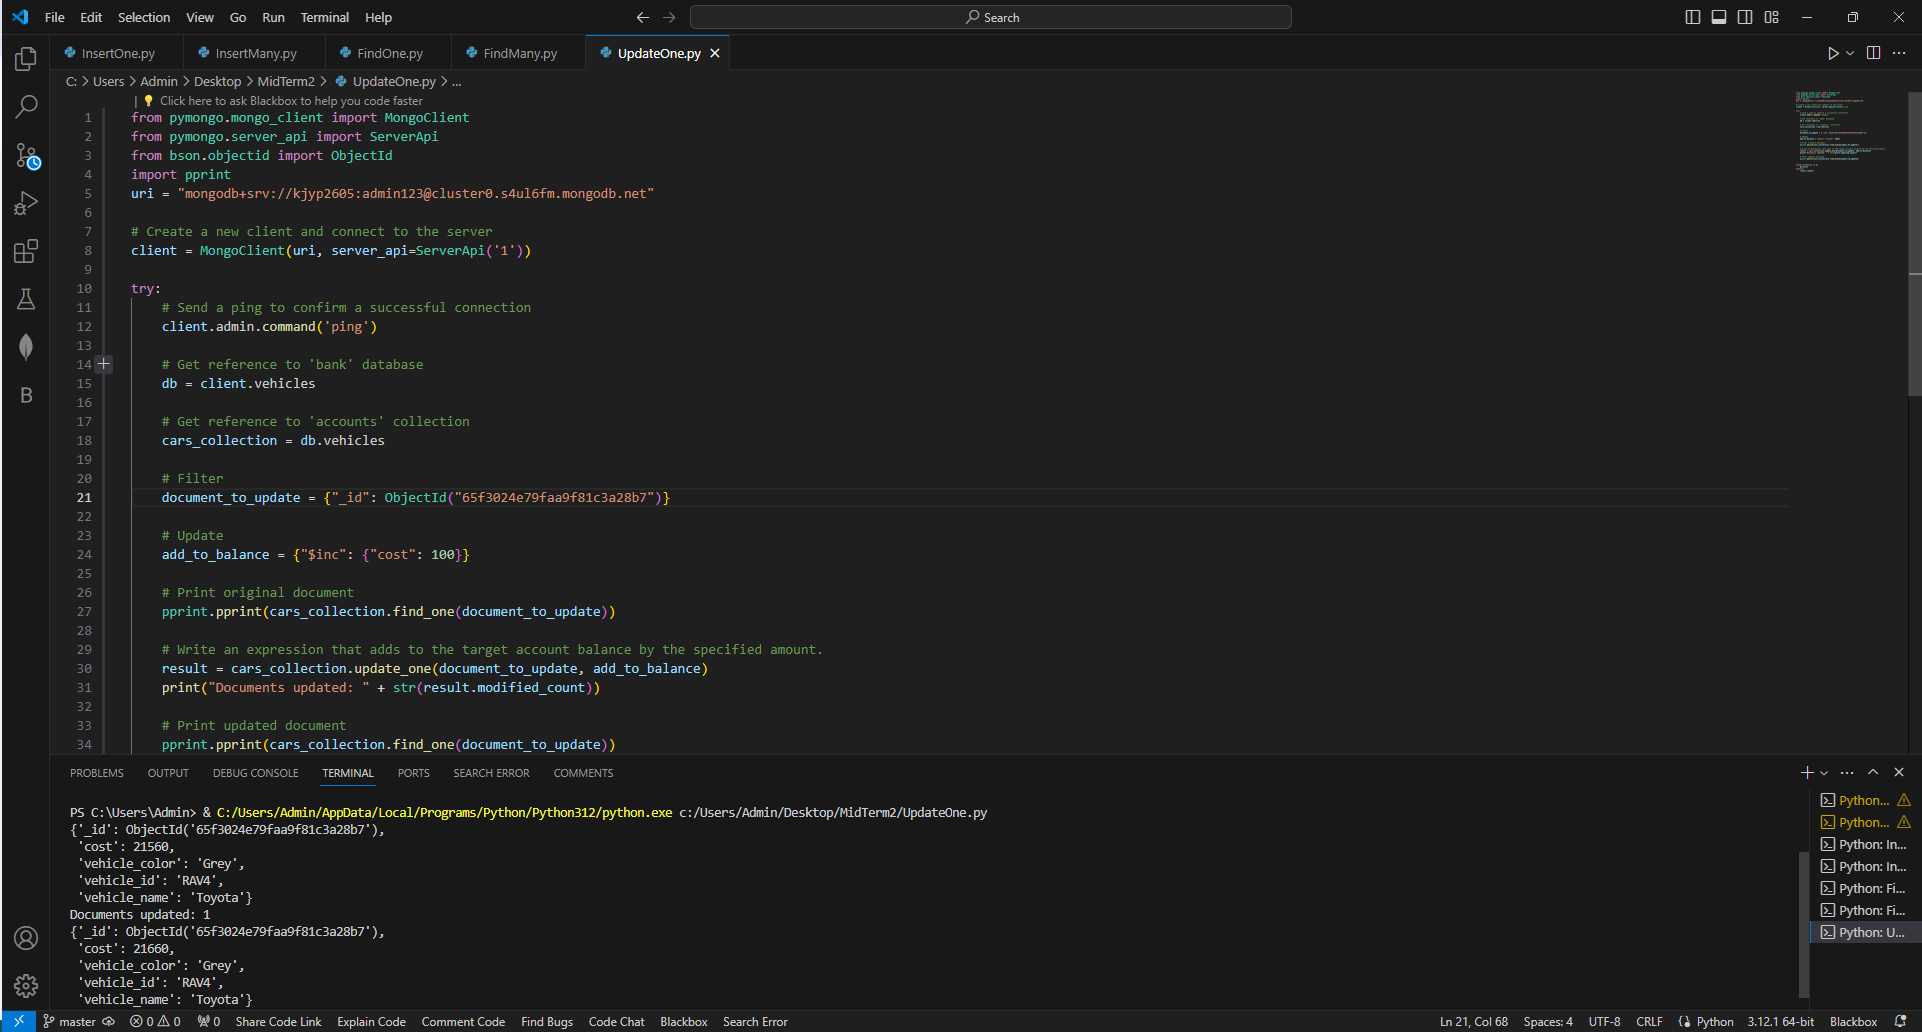 File Edit Selection View Go Run Terminal Help
Search
InsertOne.py InsertMany.py FindOne.py FindMany.py UpdateOne.py
C: > Users > Admin > Desktop > MidTerm2 > UpdateOne.py > ...
| Click here to ask Blackbox to help you code faster
1 from pymongo.mongo_client import MongoClient
2 from pymongo.server_api import ServerApi
3 from bson.objectid import ObjectId
4 import pprint
5 uri = "mongodb+srv://kjyp2605:admin123@cluster0.s4ul6fm.mongodb.net"
6
7 # Create a new client and connect to the server
8 client = MongoClient(uri, server_api=ServerApi('1'))
9
10 try:
11 # Send a ping to confirm a successful connection
12 client.admin.command('ping')
13
14 # Get reference to 'bank' database
15 db = client.vehicles
16
17 # Get reference to 'accounts' collection
18 cars_collection = db.vehicles
19
20 # Filter
21 document_to_update = {"_id": ObjectId("65f3024e79faa9f81c3a28b7")}
22
23 # Update
24 add_to_balance = {"$inc": {"cost": 100}}
25
26 # Print original document
27 pprint.pprint(cars_collection.find_one(document_to_update))
28
29 # Write an expression that adds to the target account balance by the specified amount.
30 result = cars_collection.update_one(document_to_update, add_to_balance)
31 print("Documents updated: " + str(result.modified_count))
32
33 # Print updated document
34 pprint.pprint(cars_collection.find_one(document_to_update))
B
PROBLEMS OUTPUT DEBUG CONSOLE TERMINAL PORTS SEARCH ERROR COMMENTS
PS C:\Users\Admin> & C:/Users/Admin/AppData/Local/Programs/Python/Python312/python.exe c:/Users/Admin/Desktop/MidTerm2/UpdateOne.py
{'_id': ObjectId('65f3024e79faa9f81c3a28b7'),
'cost': 21560,
'vehicle_color': 'Grey',
'vehicle_id': 'RAV4',
'vehicle_name': 'Toyota'}
Documents updated: 1
{'_id': ObjectId('65f3024e79faa9f81c3a28b7'),
'cost': 21660,
'vehicle_color': 'Grey',
'vehicle_id': 'RAV4',
'vehicle_name': 'Toyota'}
Python...
Python...
Python: In...
Python: In...
Python: Fi...
Python: Fi...
Python: U...
master 0 0 0 Share Code Link Explain Code Comment Code Find Bugs Code Chat Blackbox Search Error Ln 21, Col 68 Spaces: 4 UTF-8 CRLF Python 3.12.1 64-bit Blackbox